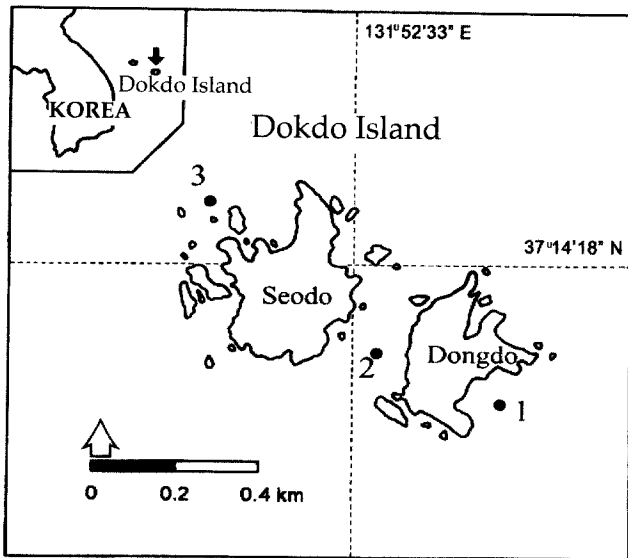 131°52'33" E
Dokdo Island
KOREA
Dokdo Island
3
37°14'18" N
Seodo
2
Dongdo
1
0 0.2 0.4 km